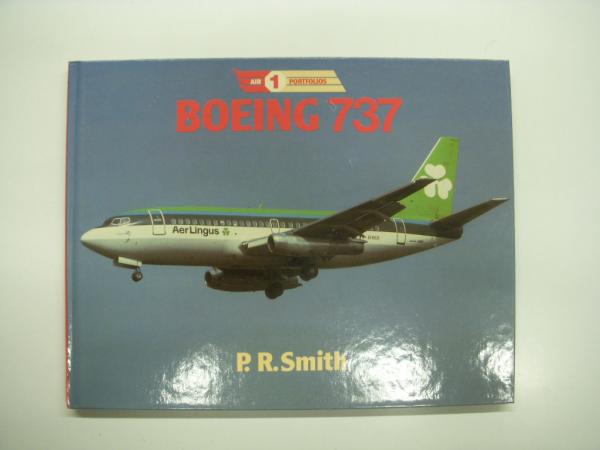 AIR 1 PORTFOLIOS
BOEING 737
Aer Lingus
P. R. Smith